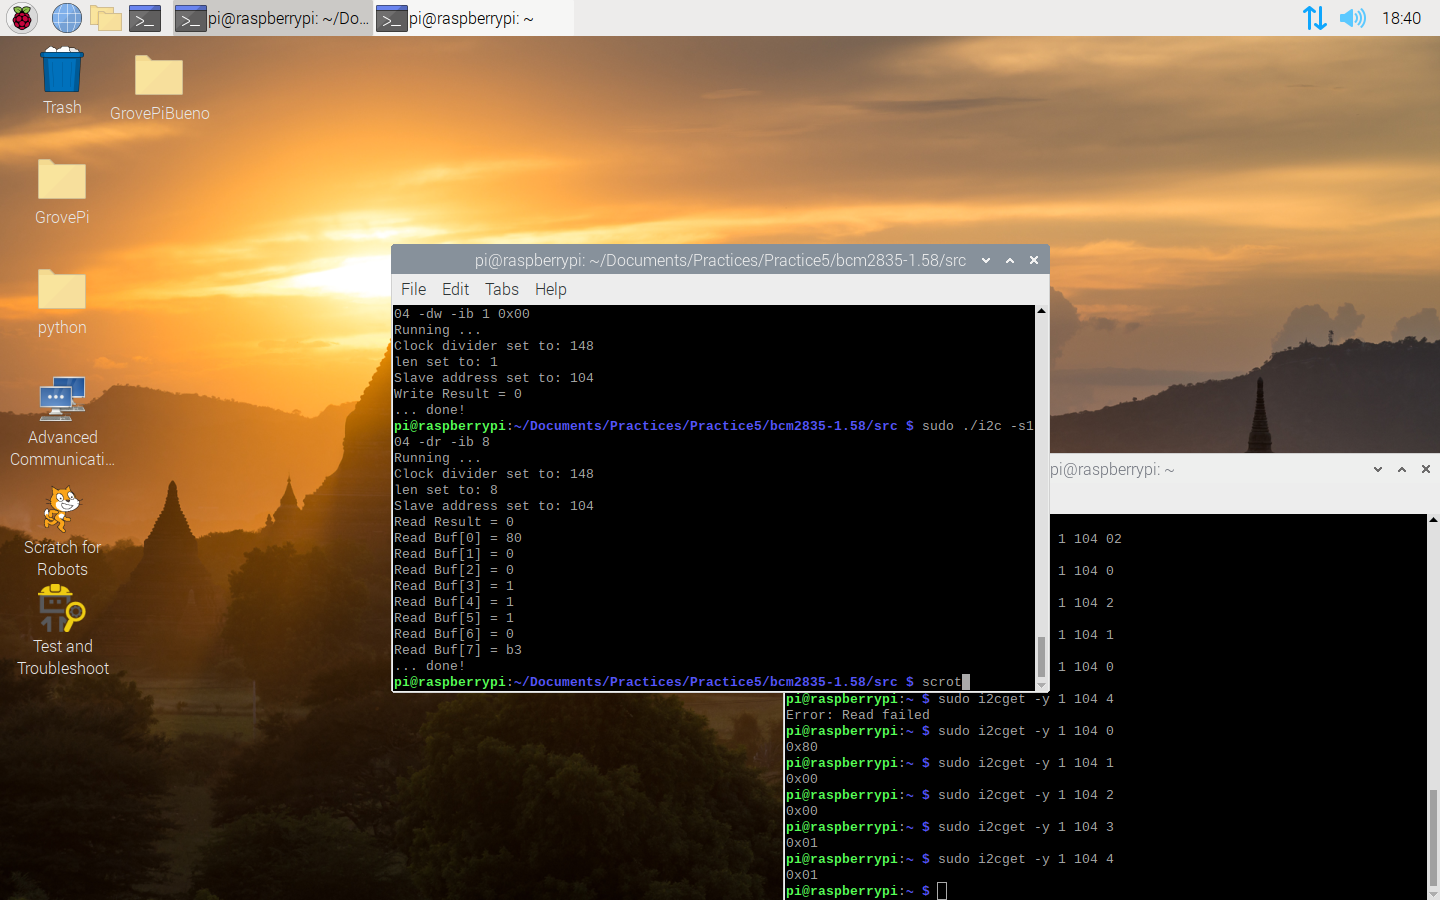 pi@raspberrypi: ~/Do...
pi@raspberrypi: ~
18:40
Trash
GrovePiBueno
GrovePi
python
Advanced
Communicati...
Scratch for
Robots
Test and
Troubleshoot
pi@raspberrypi: ~/Documents/Practices/Practice5/bcm2835-1.58/src
File Edit Tabs Help
04 -dw -ib 1 0x00
Running ...
Clock divider set to: 148
len set to: 1
Slave address set to: 104
Write Result = 0
... done!
pi@raspberrypi:~/Documents/Practices/Practice5/bcm2835-1.58/src $ sudo ./i2c -s1
04 -dr -ib 8
Running ...
Clock divider set to: 148
len set to: 8
Slave address set to: 104
Read Result = 0
Read Buf[0] = 80
Read Buf[1] = 0
Read Buf[2] = 0
Read Buf[3] = 1
Read Buf[4] = 1
Read Buf[5] = 1
Read Buf[6] = 0
Read Buf[7] = b3
... done!
pi@raspberrypi:~/Documents/Practices/Practice5/bcm2835-1.58/src $ scrot
pi@raspberrypi: ~
1 104 02
1 104 0
1 104 2
1 104 1
1 104 0
pi@raspberrypi:~ $ sudo i2cget -y 1 104 4
Error: Read failed
pi@raspberrypi:~ $ sudo i2cget -y 1 104 0
0x80
pi@raspberrypi:~ $ sudo i2cget -y 1 104 1
0x00
pi@raspberrypi:~ $ sudo i2cget -y 1 104 2
0x00
pi@raspberrypi:~ $ sudo i2cget -y 1 104 3
0x01
pi@raspberrypi:~ $ sudo i2cget -y 1 104 4
0x01
pi@raspberrypi:~ $